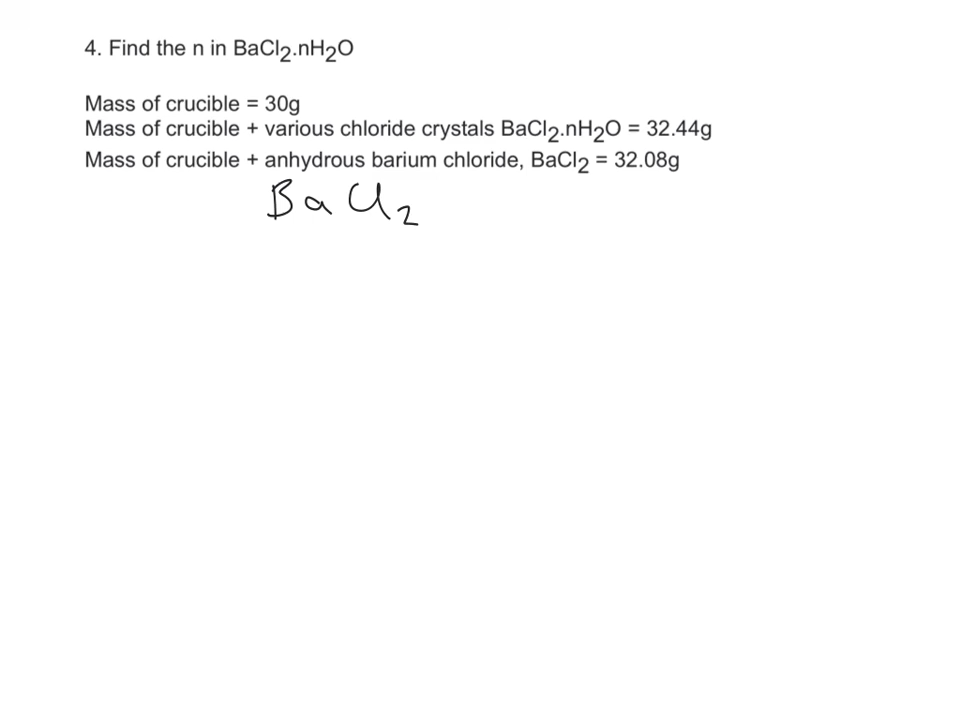 4. Find the n in BaCl₂.nH₂O
Mass of crucible = 30g
Mass of crucible + various chloride crystals BaCl₂.nH₂O = 32.44g
Mass of crucible + anhydrous barium chloride, BaCl₂ = 32.08g
BaCl₂